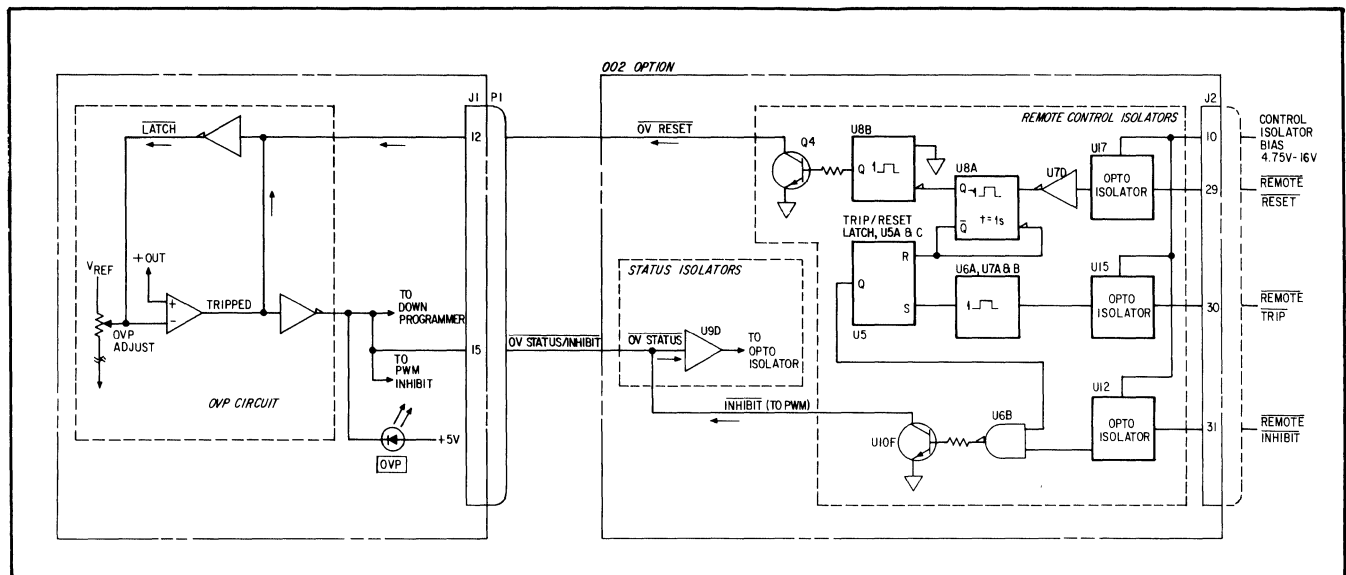 002 OPTION
J1 P1
J2
LATCH
12
OV RESET
REMOTE CONTROL ISOLATORS
10
CONTROL
ISOLATOR
BIAS
4.75V-16V
Q4
U8B
Q
U8A
Q
t=1s
Q
U7D
U17
OPTO
ISOLATOR
29
REMOTE
RESET
TRIP/RESET
LATCH, U5A & C
R
Q
S
U5
U6A, U7A & B
U15
OPTO
ISOLATOR
30
REMOTE
TRIP
VREF
+OUT
+
-
TRIPPED
OVP
ADJUST
TO
DOWN
PROGRAMMER
15
TO
PWM
INHIBIT
OVP CIRCUIT
OVP
+5V
OV STATUS/INHIBIT
STATUS ISOLATORS
OV STATUS
U9D
TO
OPTO
ISOLATOR
INHIBIT (TO PWM)
U10F
U6B
U12
OPTO
ISOLATOR
31
REMOTE
INHIBIT